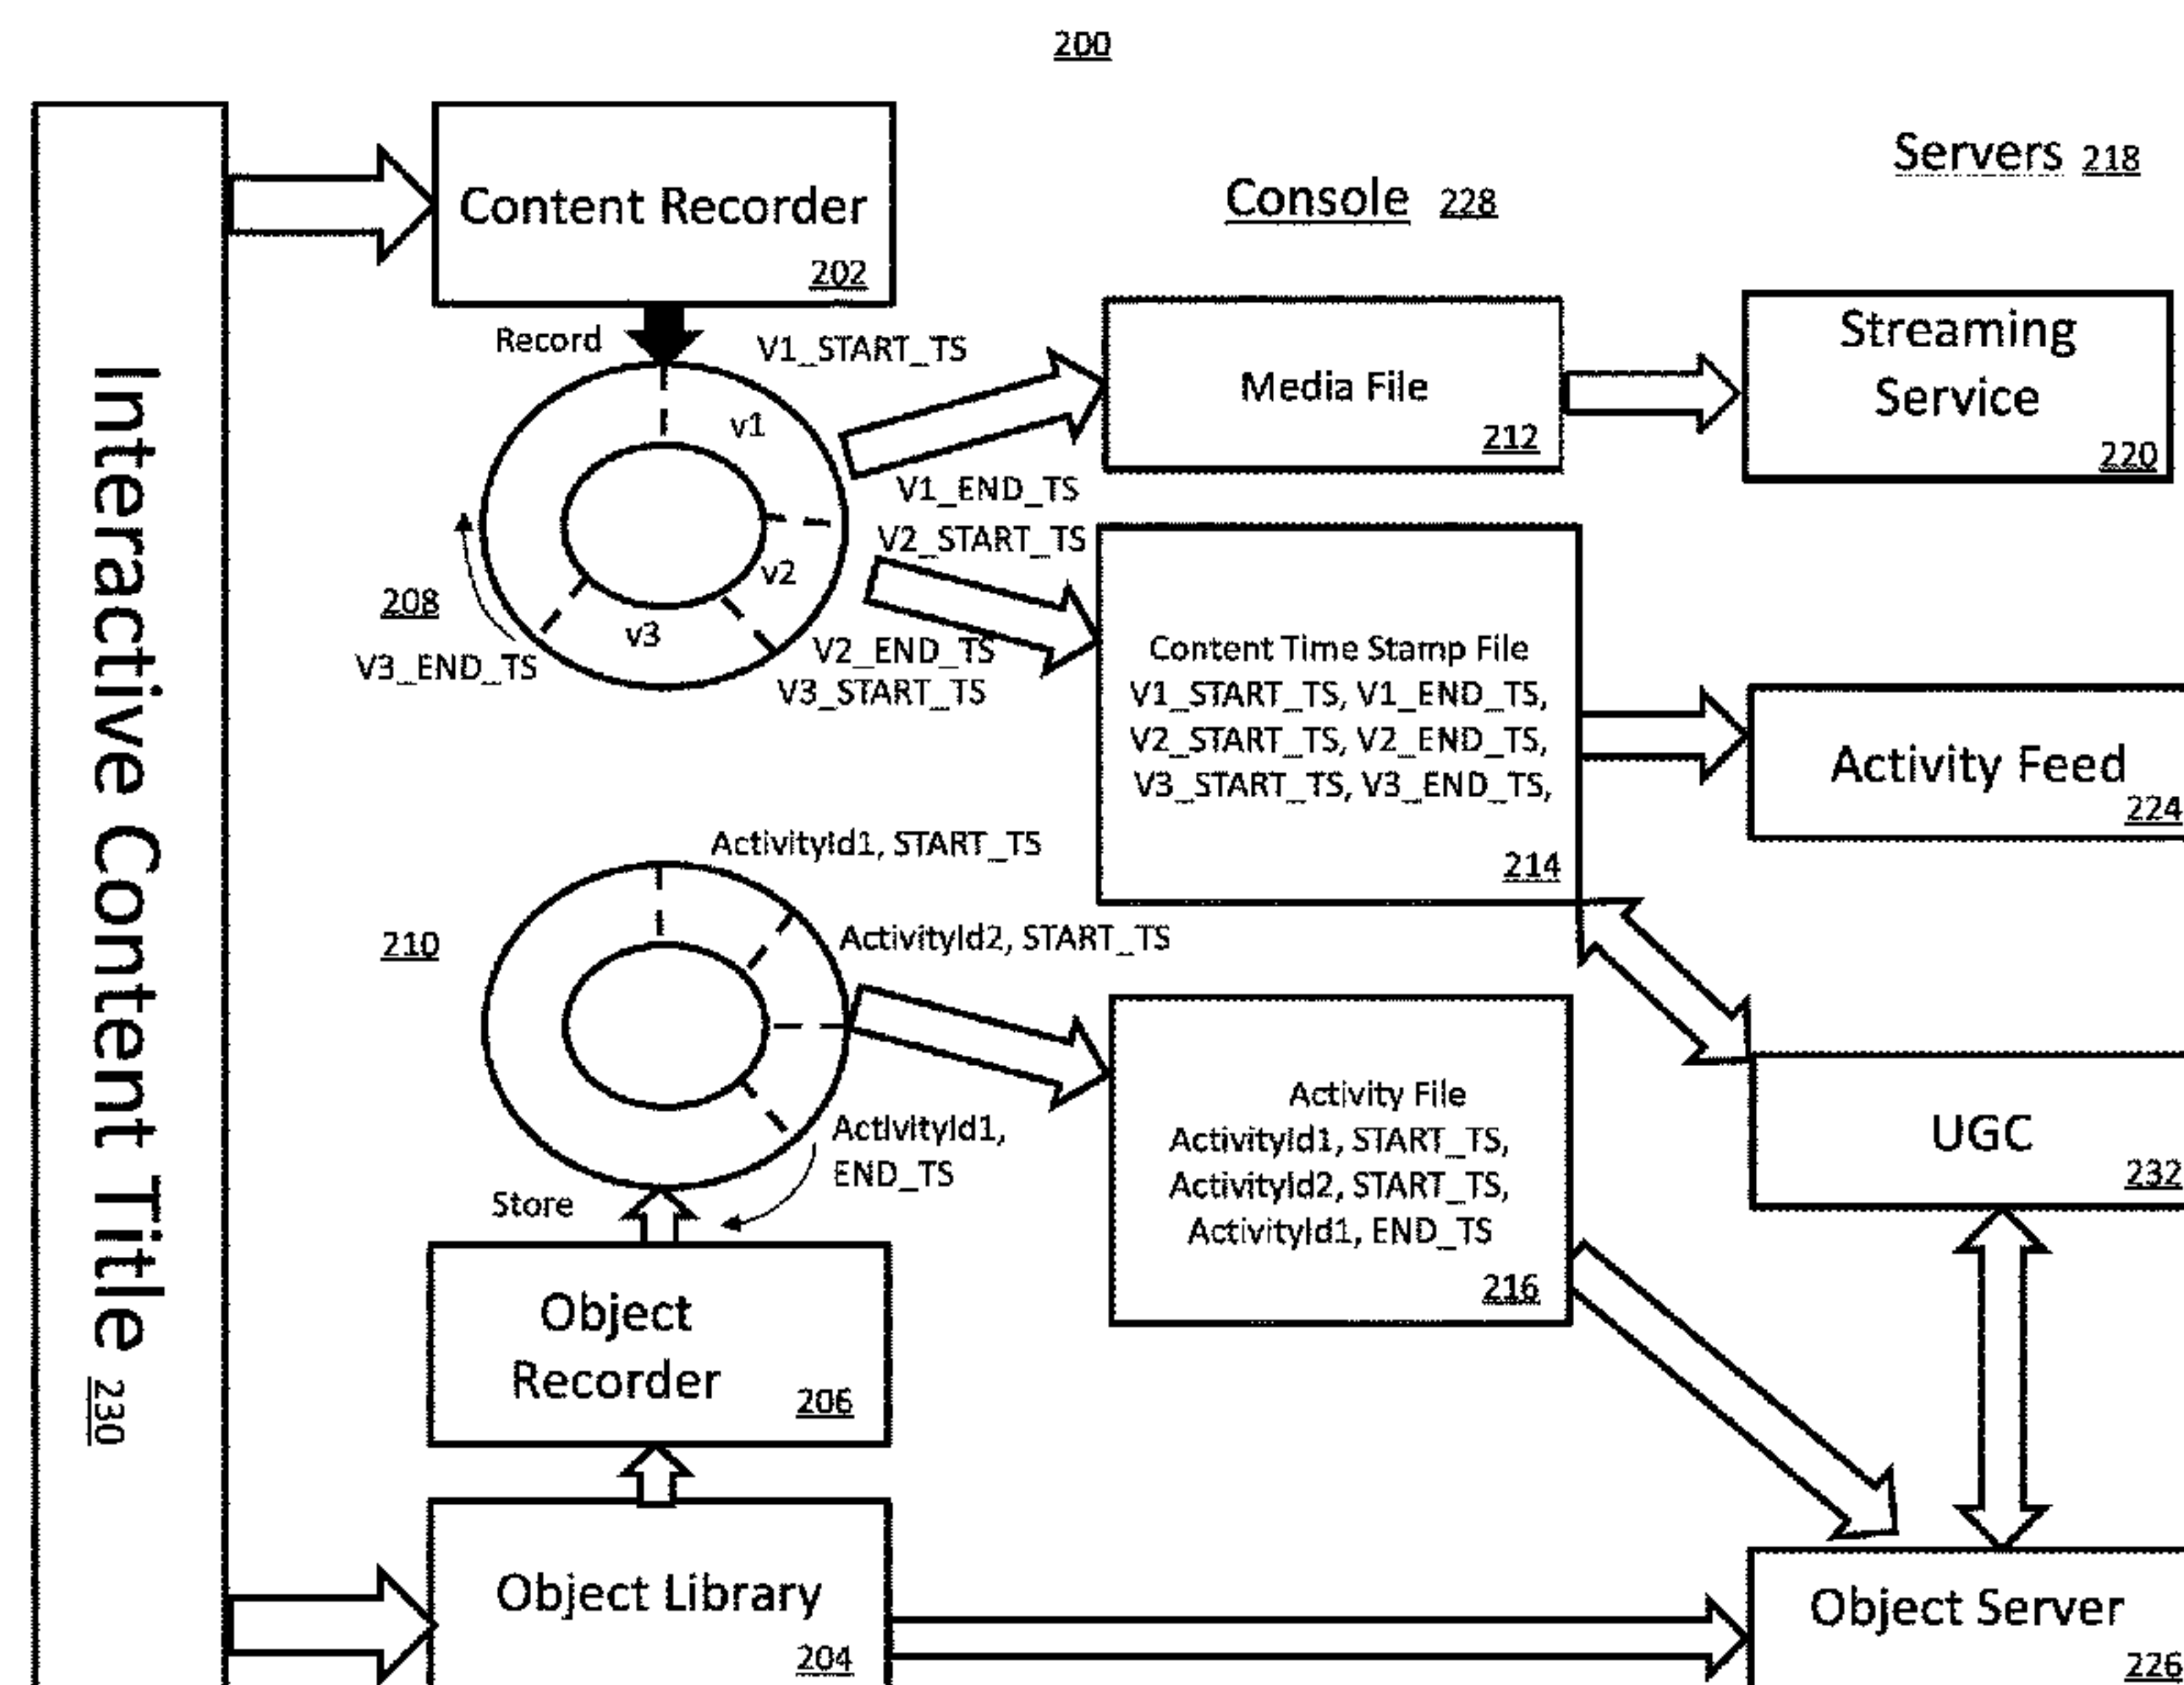 200
Interactive Content Title 230
Content Recorder
202
Console 228
Servers 218
Record
V1_START_TS
v1
V1_END_TS
V2_START_TS
v2
V2_END_TS
V3_START_TS
v3
208
V3_END_TS
Media File
212
Streaming
Service
220
Content Time Stamp File
V1_START_TS, V1_END_TS,
V2_START_TS, V2_END_TS,
V3_START_TS, V3_END_TS,
214
Activity Feed
224
210
ActivityId1, START_TS
ActivityId2, START_TS
ActivityId1,
END_TS
Store
Activity File
ActivityId1, START_TS,
ActivityId2, START_TS,
ActivityId1, END_TS
216
UGC
232
Object
Recorder
206
Object Library
204
Object Server
226